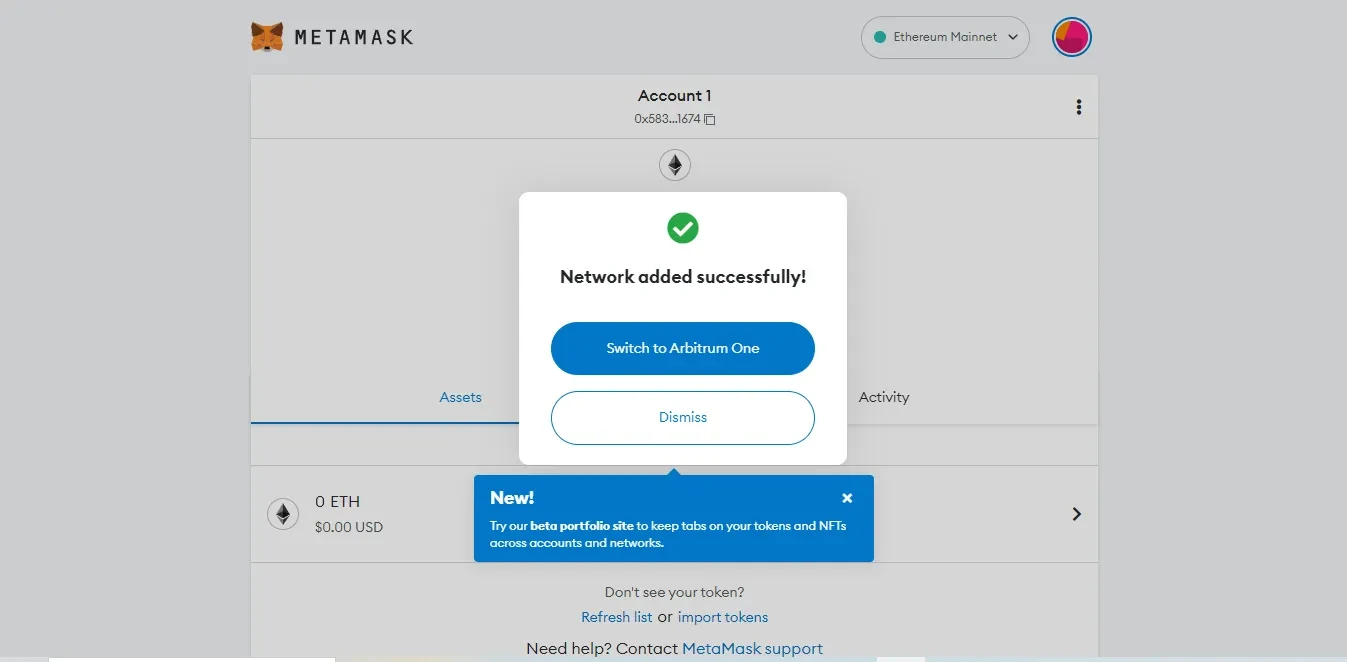 METAMASK
Ethereum Mainnet
Account 1
0x583...1674
Network added successfully!
Switch to Arbitrum One
Assets
Activity
Dismiss
0 ETH
$0.00 USD
New!
Try our beta portfolio site to keep tabs on your tokens and NFTs
across accounts and networks.
Don't see your token?
Refresh list or import tokens
Need help? Contact MetaMask support